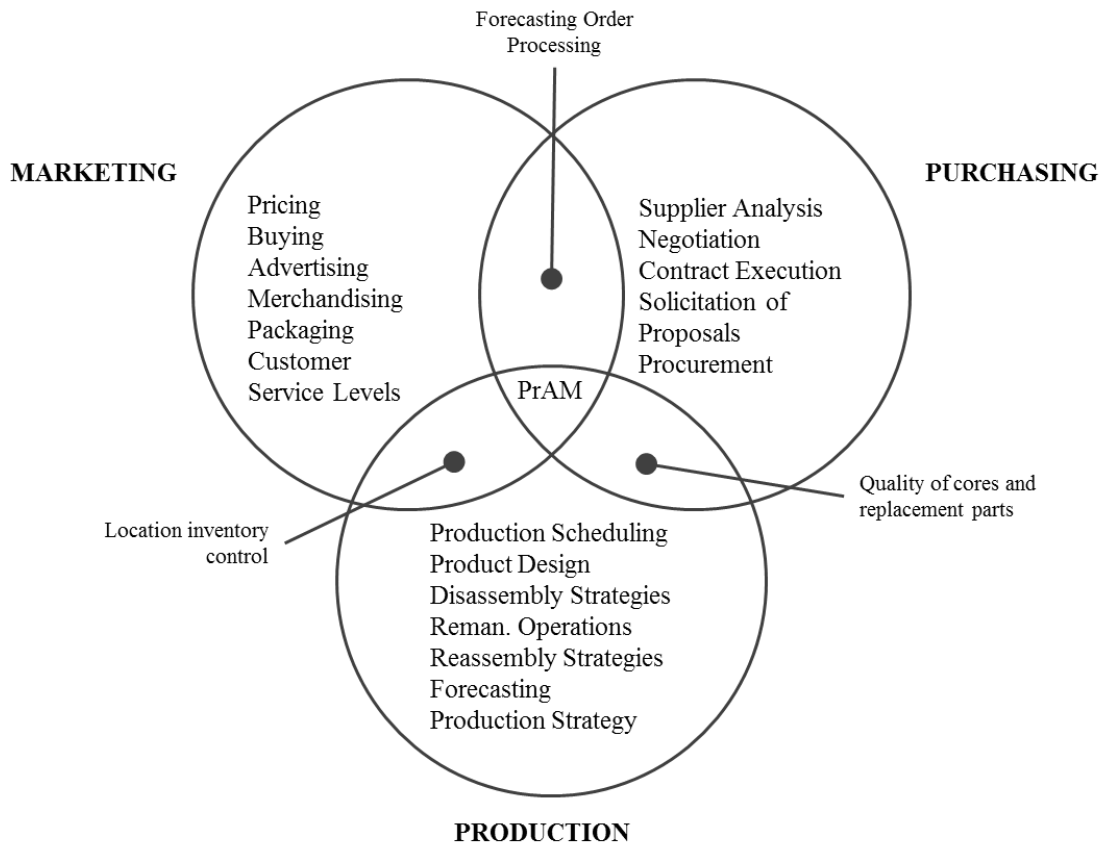 Forecasting Order
Processing
MARKETING
PURCHASING
Pricing
Buying
Advertising
Merchandising
Packaging
Customer
Service Levels
Supplier Analysis
Negotiation
Contract Execution
Solicitation of
Proposals
Procurement
PrAM
Location inventory
control
Quality of cores and
replacement parts
Production Scheduling
Product Design
Disassembly Strategies
Reman. Operations
Reassembly Strategies
Forecasting
Production Strategy
PRODUCTION